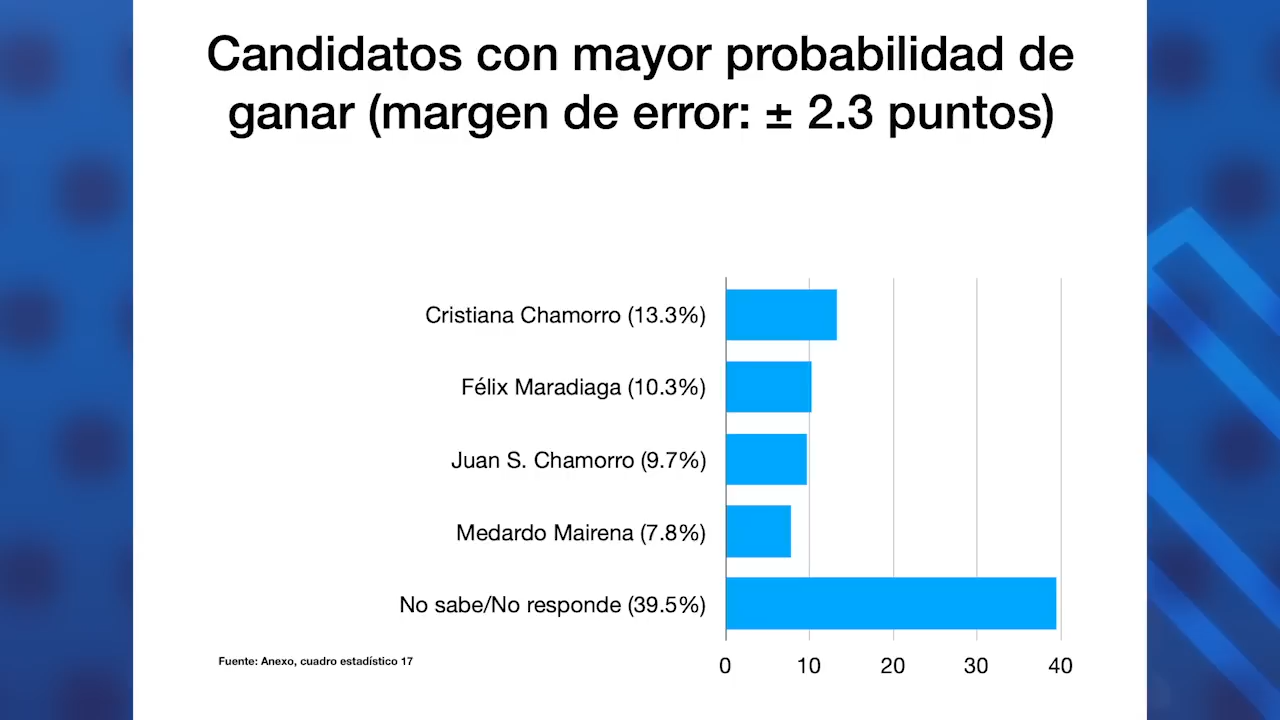 Candidatos con mayor probabilidad de
ganar (margen de error: ± 2.3 puntos)
Cristiana Chamorro (13.3%)
Félix Maradiaga (10.3%)
Juan S. Chamorro (9.7%)
Medardo Mairena (7.8%)
No sabe/No responde (39.5%)
0 10 20 30 40
Fuente: Anexo, cuadro estadístico 17